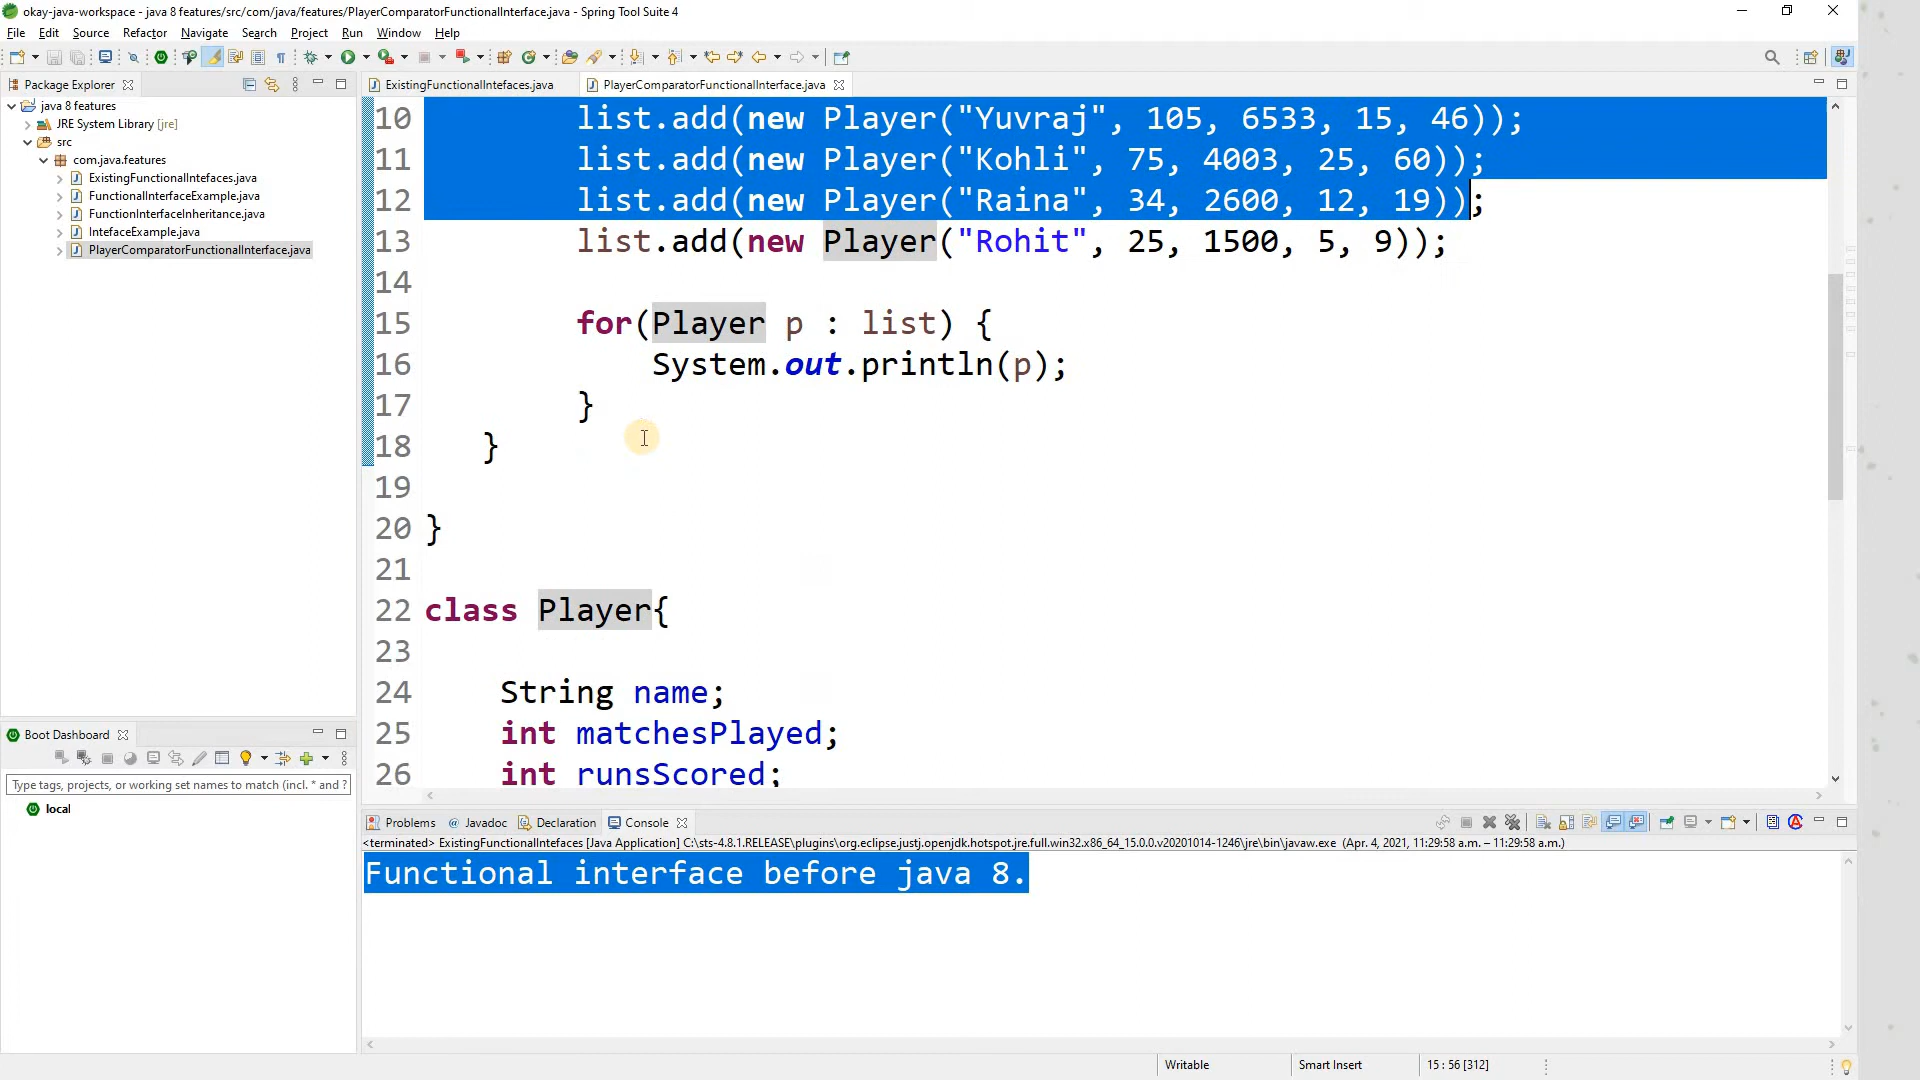 okay-java-workspace - java 8 features/src/com/java/features/PlayerComparatorFunctionalInterface.java - Spring Tool Suite 4
File Edit Source Refactor Navigate Search Project Run Window Help
Package Explorer
ExistingFunctionalIntefaces.java
PlayerComparatorFunctionalInterface.java
java 8 features
JRE System Library [jre]
src
com.java.features
ExistingFunctionalIntefaces.java
FunctionalInterfaceExample.java
FunctionInterfaceInheritance.java
IntefaceExample.java
PlayerComparatorFunctionalInterface.java
10 list.add(new Player("Yuvraj", 105, 6533, 15, 46));
11 list.add(new Player("Kohli", 75, 4003, 25, 60));
12 list.add(new Player("Raina", 34, 2600, 12, 19));
13 list.add(new Player("Rohit", 25, 1500, 5, 9));
14
15 for(Player p : list) {
16 System.out.println(p);
17 }
18 }
19
20 }
21
22 class Player{
23
24 String name;
25 int matchesPlayed;
26 int runsScored;
Boot Dashboard
Type tags, projects, or working set names to match (incl. * and ?
local
Problems @ Javadoc Declaration Console
<terminated> ExistingFunctionalIntefaces [Java Application] C:\sts-4.8.1.RELEASE\plugins\org.eclipse.justj.openjdk.hotspot.jre.full.win32.x86_64_15.0.0.v20201014-1246\jre\bin\javaw.exe (Apr. 4, 2021, 11:29:58 a.m. – 11:29:58 a.m.)
Functional interface before java 8.
Writable
Smart Insert
15 : 56 [312]